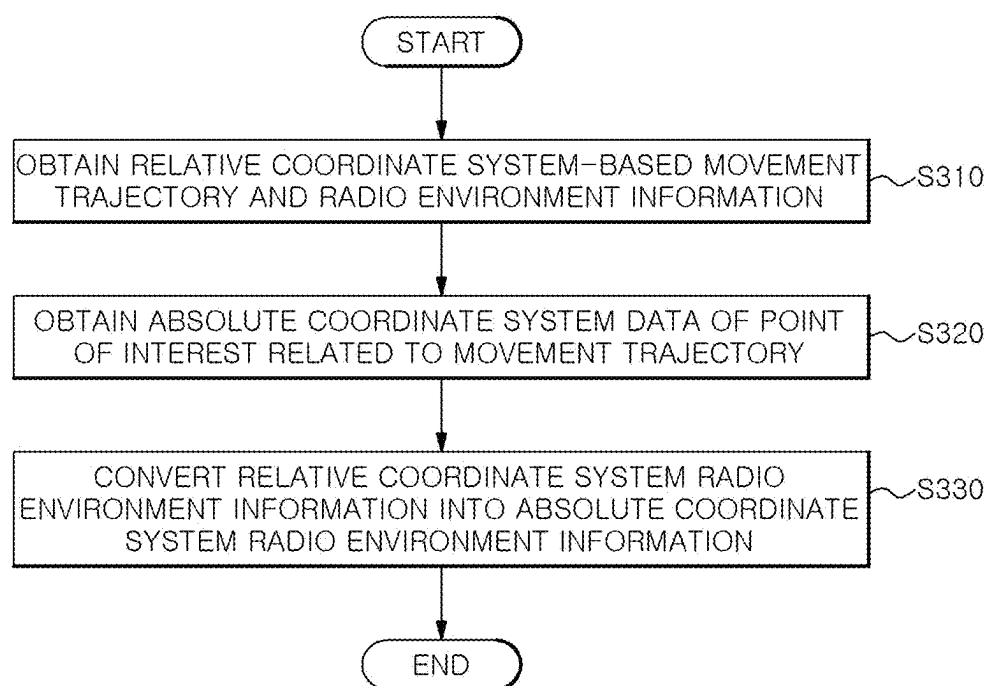 START
OBTAIN RELATIVE COORDINATE SYSTEM-BASED MOVEMENT
TRAJECTORY AND RADIO ENVIRONMENT INFORMATION
S310
OBTAIN ABSOLUTE COORDINATE SYSTEM DATA OF POINT
OF INTEREST RELATED TO MOVEMENT TRAJECTORY
S320
CONVERT RELATIVE COORDINATE SYSTEM RADIO
ENVIRONMENT INFORMATION INTO ABSOLUTE COORDINATE
SYSTEM RADIO ENVIRONMENT INFORMATION
S330
END